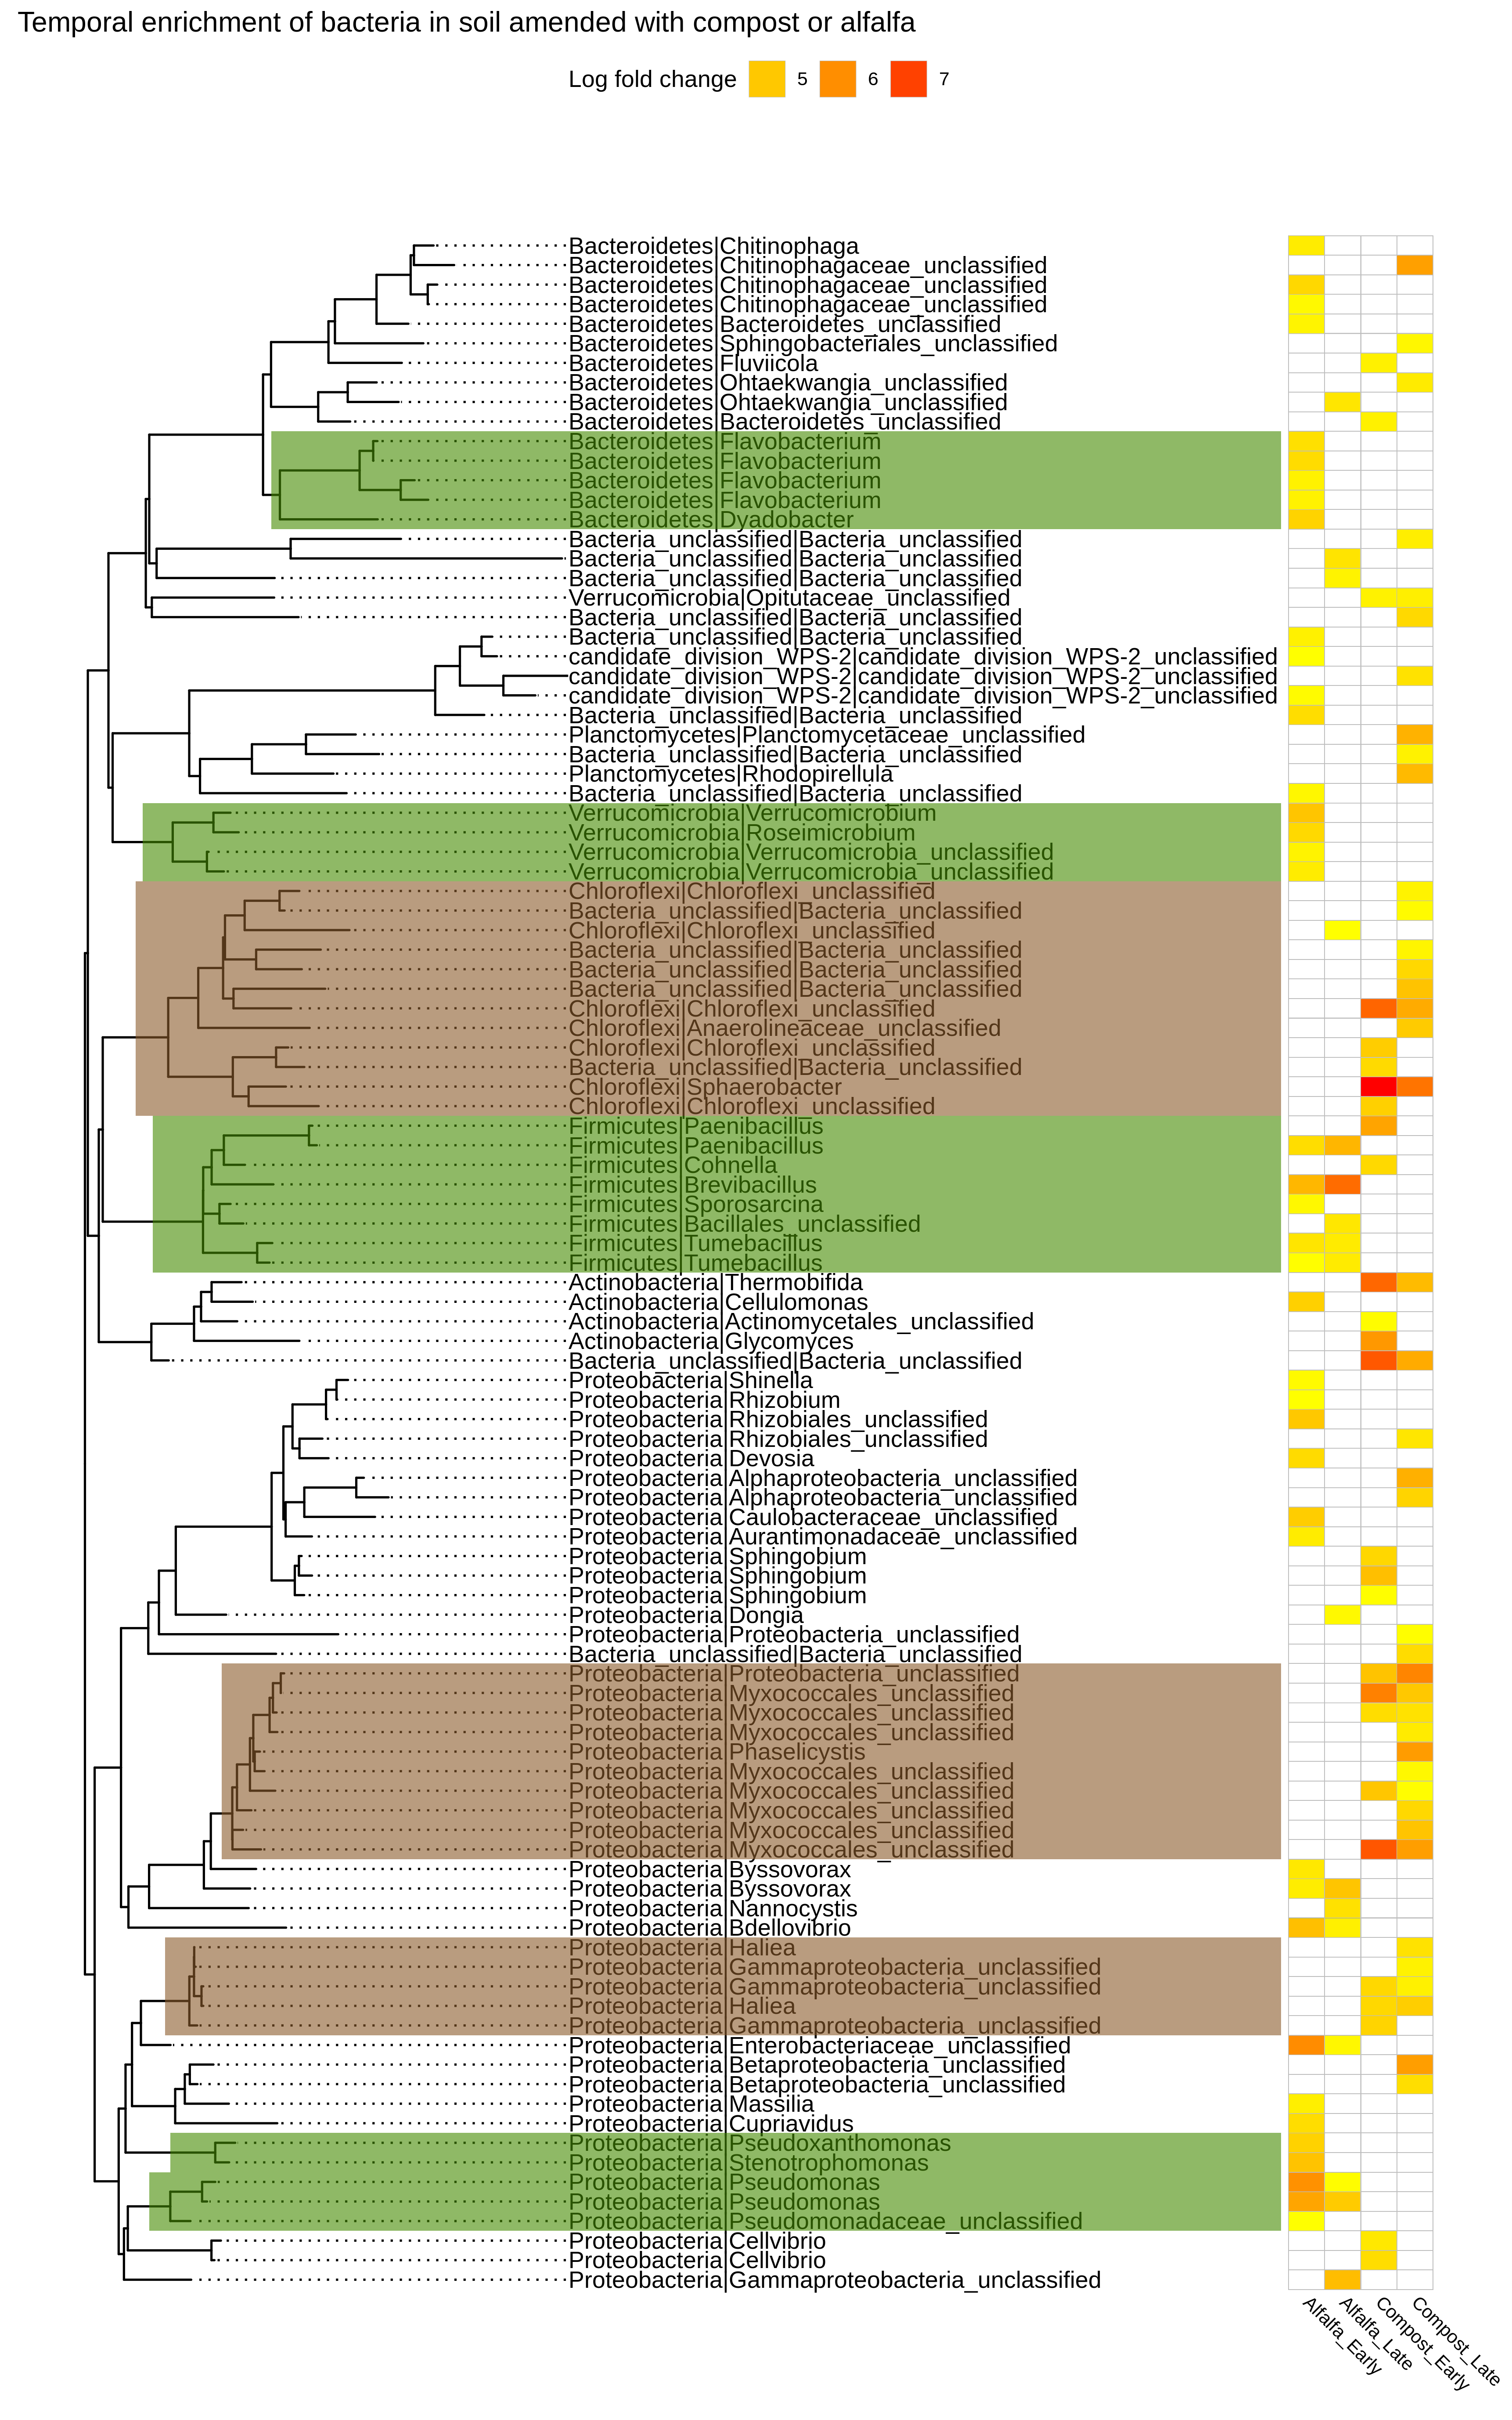 Temporal enrichment of bacteria in soil amended with compost or alfalfa
Log fold change 5 6 7
Bacteroidetes|Chitinophaga
Bacteroidetes|Chitinophagaceae_unclassified
Bacteroidetes|Chitinophagaceae_unclassified
Bacteroidetes|Chitinophagaceae_unclassified
Bacteroidetes|Bacteroidetes_unclassified
Bacteroidetes|Sphingobacteriales_unclassified
Bacteroidetes|Fluviicola
Bacteroidetes|Ohtaekwangia_unclassified
Bacteroidetes|Ohtaekwangia_unclassified
Bacteroidetes|Bacteroidetes_unclassified
Bacteroidetes|Flavobacterium
Bacteroidetes|Flavobacterium
Bacteroidetes|Flavobacterium
Bacteroidetes|Flavobacterium
Bacteroidetes|Dyadobacter
Bacteria_unclassified|Bacteria_unclassified
Bacteria_unclassified|Bacteria_unclassified
Bacteria_unclassified|Bacteria_unclassified
Verrucomicrobia|Opitutaceae_unclassified
Bacteria_unclassified|Bacteria_unclassified
Bacteria_unclassified|Bacteria_unclassified
candidate_division_WPS-2|candidate_division_WPS-2_unclassified
candidate_division_WPS-2|candidate_division_WPS-2_unclassified
candidate_division_WPS-2|candidate_division_WPS-2_unclassified
Bacteria_unclassified|Bacteria_unclassified
Planctomycetes|Planctomycetaceae_unclassified
Bacteria_unclassified|Bacteria_unclassified
Planctomycetes|Rhodopirellula
Bacteria_unclassified|Bacteria_unclassified
Verrucomicrobia|Verrucomicrobium
Verrucomicrobia|Roseimicrobium
Verrucomicrobia|Verrucomicrobia_unclassified
Verrucomicrobia|Verrucomicrobia_unclassified
Chloroflexi|Chloroflexi_unclassified
Bacteria_unclassified|Bacteria_unclassified
Chloroflexi|Chloroflexi_unclassified
Bacteria_unclassified|Bacteria_unclassified
Bacteria_unclassified|Bacteria_unclassified
Bacteria_unclassified|Bacteria_unclassified
Chloroflexi|Chloroflexi_unclassified
Chloroflexi|Anaerolineaceae_unclassified
Chloroflexi|Chloroflexi_unclassified
Bacteria_unclassified|Bacteria_unclassified
Chloroflexi|Sphaerobacter
Chloroflexi|Chloroflexi_unclassified
Firmicutes|Paenibacillus
Firmicutes|Paenibacillus
Firmicutes|Cohnella
Firmicutes|Brevibacillus
Firmicutes|Sporosarcina
Firmicutes|Bacillales_unclassified
Firmicutes|Tumebacillus
Firmicutes|Tumebacillus
Actinobacteria|Thermobifida
Actinobacteria|Cellulomonas
Actinobacteria|Actinomycetales_unclassified
Actinobacteria|Glycomyces
Bacteria_unclassified|Bacteria_unclassified
Proteobacteria|Shinella
Proteobacteria|Rhizobium
Proteobacteria|Rhizobiales_unclassified
Proteobacteria|Rhizobiales_unclassified
Proteobacteria|Devosia
Proteobacteria|Alphaproteobacteria_unclassified
Proteobacteria|Alphaproteobacteria_unclassified
Proteobacteria|Caulobacteraceae_unclassified
Proteobacteria|Aurantimonadaceae_unclassified
Proteobacteria|Sphingobium
Proteobacteria|Sphingobium
Proteobacteria|Sphingobium
Proteobacteria|Dongia
Proteobacteria|Proteobacteria_unclassified
Bacteria_unclassified|Bacteria_unclassified
Proteobacteria|Proteobacteria_unclassified
Proteobacteria|Myxococcales_unclassified
Proteobacteria|Myxococcales_unclassified
Proteobacteria|Myxococcales_unclassified
Proteobacteria|Phaselicystis
Proteobacteria|Myxococcales_unclassified
Proteobacteria|Myxococcales_unclassified
Proteobacteria|Myxococcales_unclassified
Proteobacteria|Myxococcales_unclassified
Proteobacteria|Myxococcales_unclassified
Proteobacteria|Byssovorax
Proteobacteria|Byssovorax
Proteobacteria|Nannocystis
Proteobacteria|Bdellovibrio
Proteobacteria|Haliea
Proteobacteria|Gammaproteobacteria_unclassified
Proteobacteria|Gammaproteobacteria_unclassified
Proteobacteria|Haliea
Proteobacteria|Gammaproteobacteria_unclassified
Proteobacteria|Enterobacteriaceae_unclassified
Proteobacteria|Betaproteobacteria_unclassified
Proteobacteria|Betaproteobacteria_unclassified
Proteobacteria|Massilia
Proteobacteria|Cupriavidus
Proteobacteria|Pseudoxanthomonas
Proteobacteria|Stenotrophomonas
Proteobacteria|Pseudomonas
Proteobacteria|Pseudomonas
Proteobacteria|Pseudomonadaceae_unclassified
Proteobacteria|Cellvibrio
Proteobacteria|Cellvibrio
Proteobacteria|Gammaproteobacteria_unclassified
Alfalfa_Early
Alfalfa_Late
Compost_Early
Compost_Late